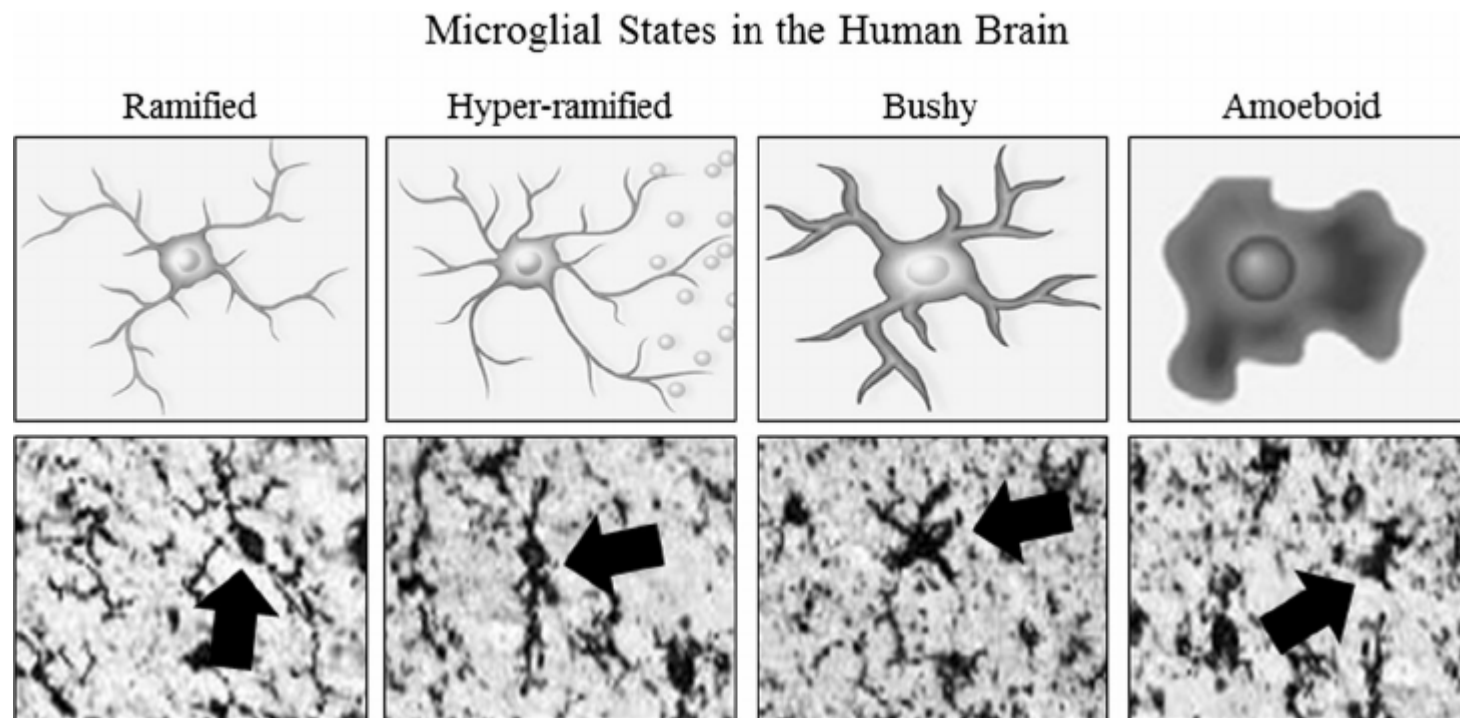 Microglial States in the Human Brain
Ramified Hyper-ramified Bushy Amoeboid